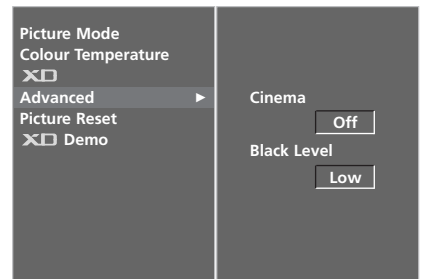 Picture Mode
Colour Temperature
XD
Advanced ►
Picture Reset
XD Demo
Cinema
Off
Black Level
Low